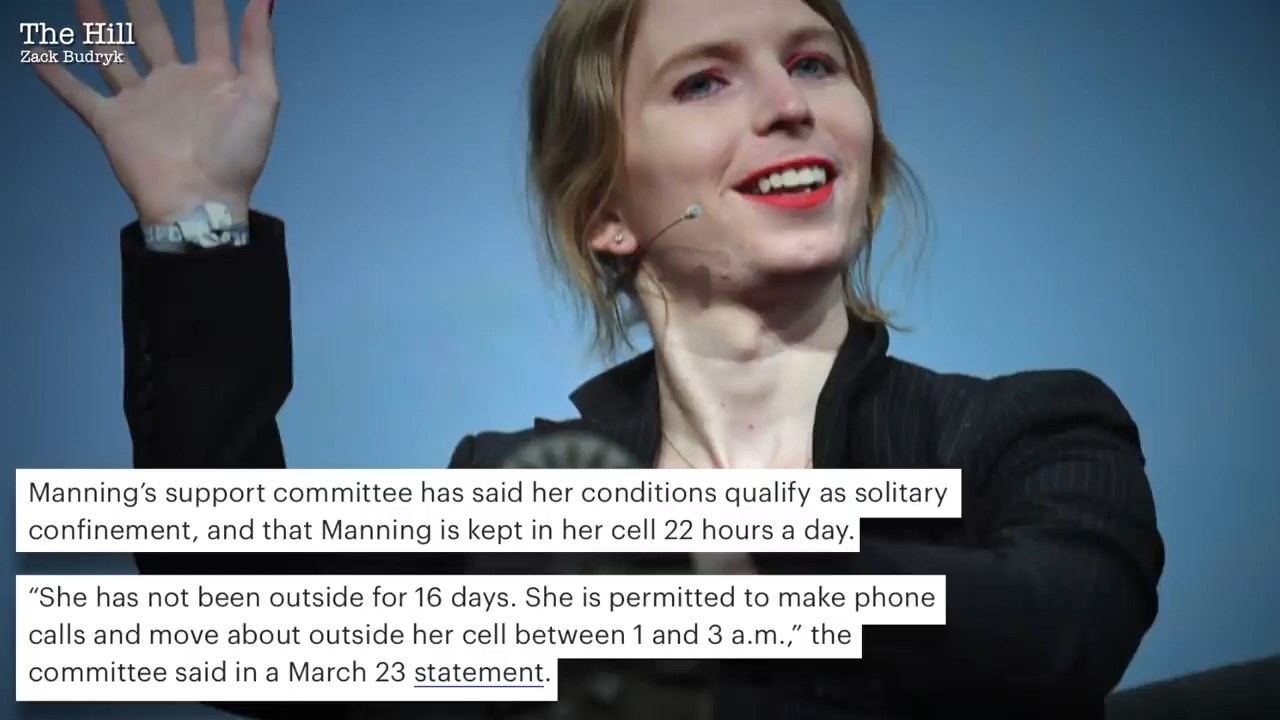 The Hill
Zack Budryk
Manning’s support committee has said her conditions qualify as solitary
confinement, and that Manning is kept in her cell 22 hours a day.
“She has not been outside for 16 days. She is permitted to make phone
calls and move about outside her cell between 1 and 3 a.m.,” the
committee said in a March 23 statement.